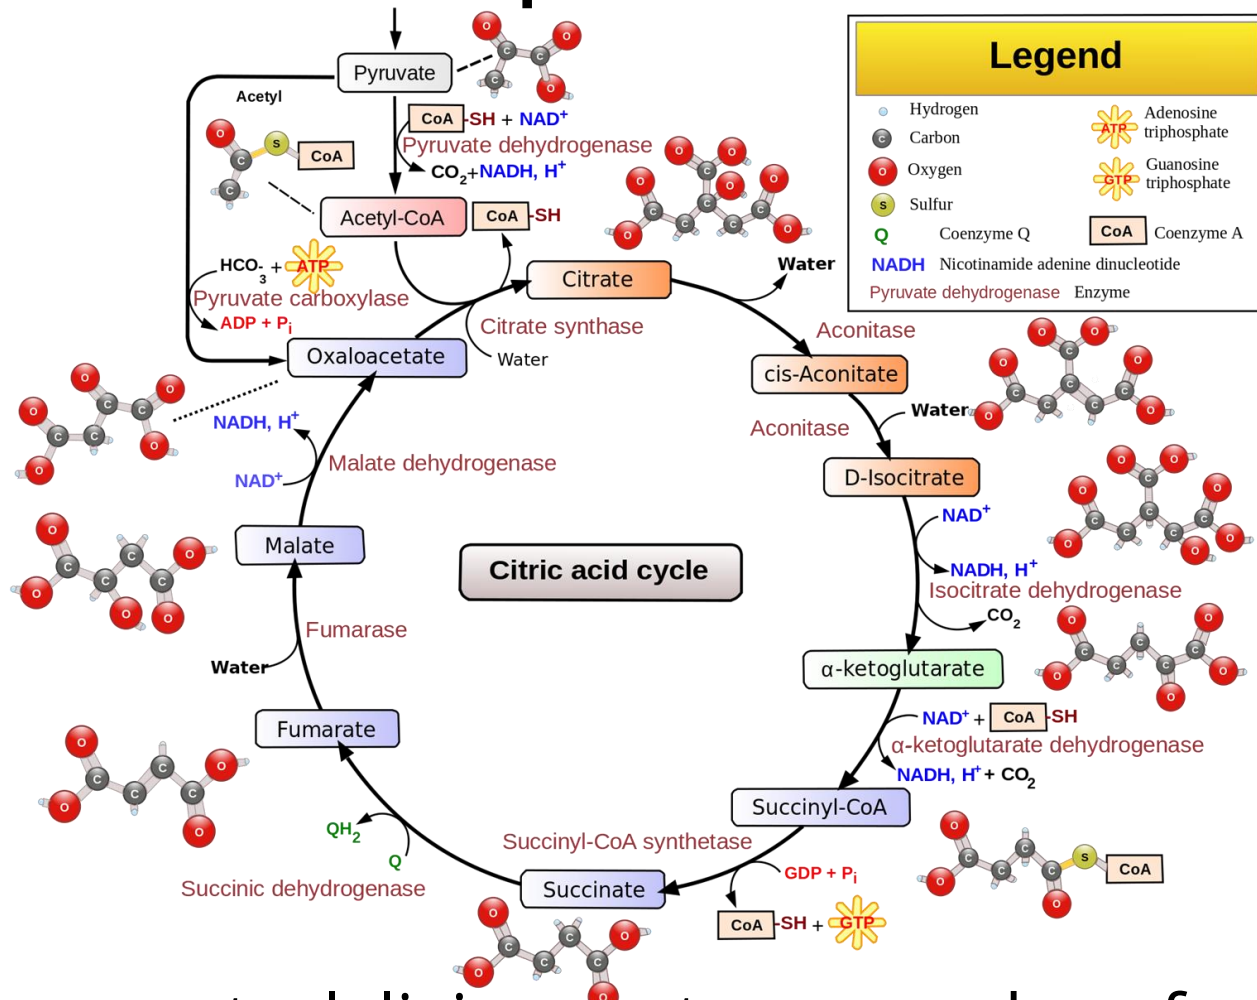 Pyruvate
Acetyl
CoA-SH + NAD+
Pyruvate dehydrogenase
CO2+NADH, H+
CoA
Acetyl-CoA
CoA-SH
HCO3- + ATP
Pyruvate carboxylase
ADP + Pi
Citrate
Water
Citrate synthase
Water
Oxaloacetate
Aconitase
cis-Aconitate
Water
Aconitase
D-Isocitrate
NAD+
NADH, H+
Isocitrate dehydrogenase
CO2
α-ketoglutarate
NAD+ + CoA-SH
α-ketoglutarate dehydrogenase
NADH, H+ + CO2
Succinyl-CoA
CoA
Succinyl-CoA synthetase
GDP + Pi
CoA-SH + GTP
Succinate
QH2
Q
Succinic dehydrogenase
Fumarate
Water
Fumarase
Malate
NADH, H+
NAD+
Malate dehydrogenase
Citric acid cycle
Legend
Hydrogen
Carbon
Oxygen
Sulfur
Q Coenzyme Q
NADH Nicotinamide adenine dinucleotide
Pyruvate dehydrogenase Enzyme
ATP Adenosine
triphosphate
GTP Guanosine
triphosphate
CoA Coenzyme A